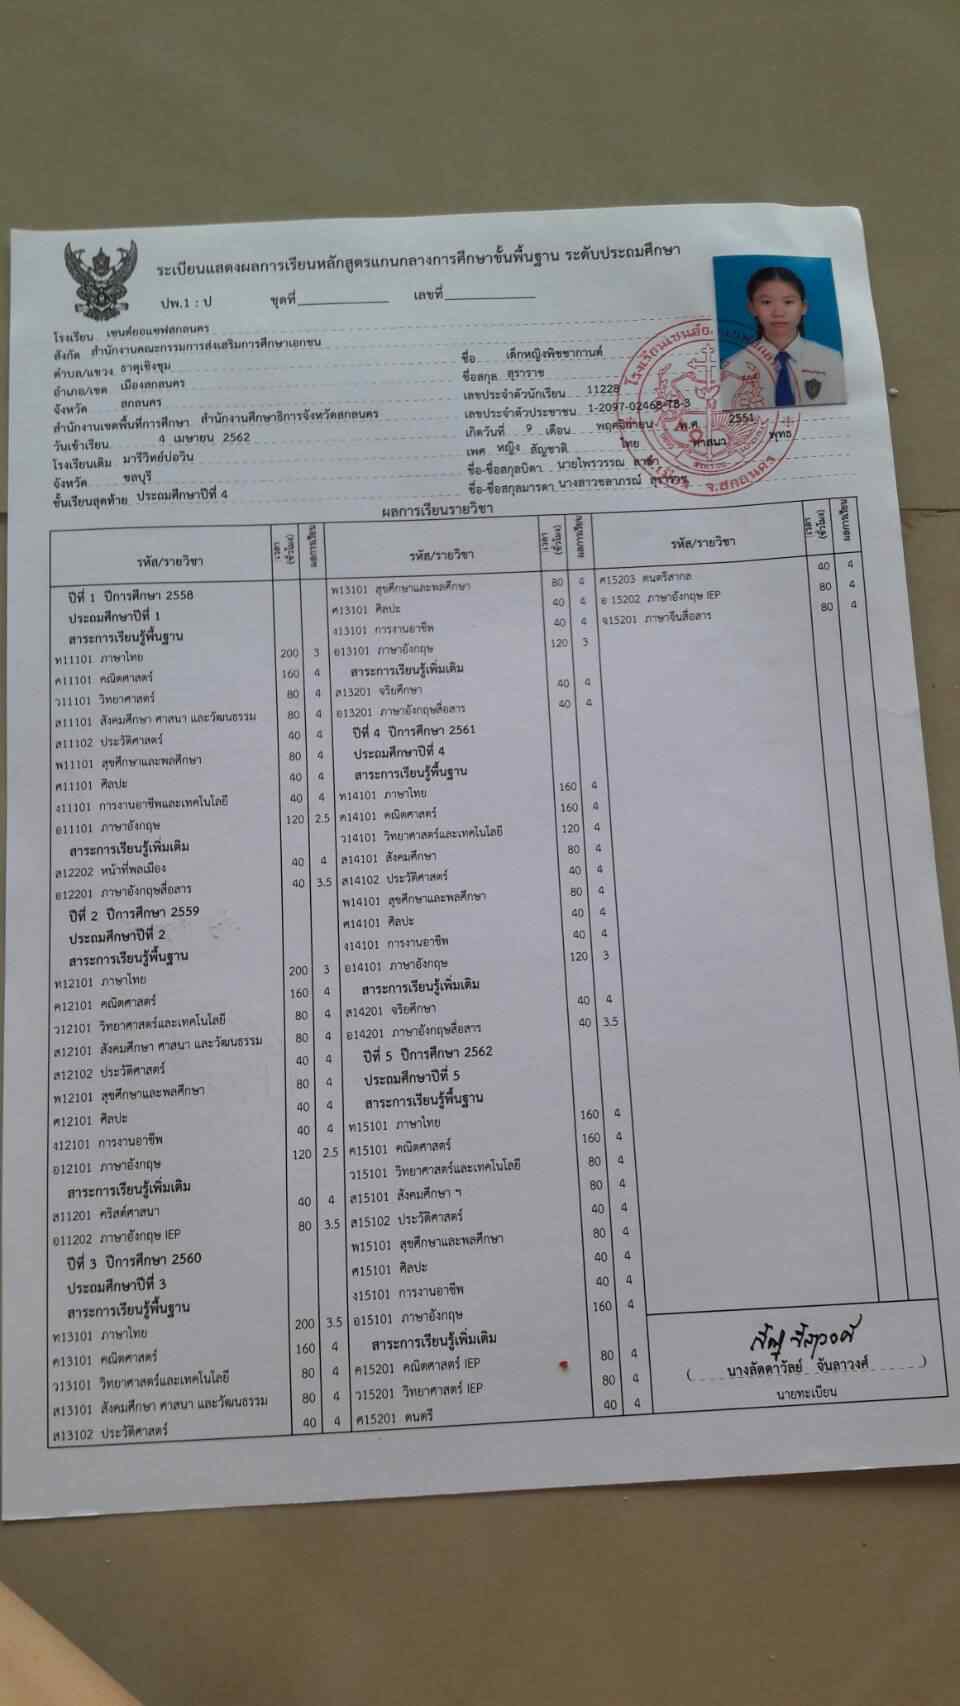 ระเบียนแสดงผลการเรียนหลักสูตรแกนกลางการศึกษาขั้นพื้นฐาน ระดับประถมศึกษา
ปพ.1 : ป ชุดที่ เลขที่
โรงเรียน เซนต์ยอแซฟสกลนคร
สังกัด สำนักงานคณะกรรมการส่งเสริมการศึกษาเอกชน
ตำบล/แขวง ธาตุเชิงชุม
อำเภอ/เขต เมืองสกลนคร
จังหวัด สกลนคร
สำนักงานเขตพื้นที่การศึกษา สำนักงานศึกษาธิการจังหวัดสกลนคร
วันเข้าเรียน 4 เมษายน 2562
โรงเรียนเดิม มารีวิทย์บ่อวิน
จังหวัด ชลบุรี
ชั้นเรียนสุดท้าย ประถมศึกษาปีที่ 4
ชื่อ เด็กหญิงพิชชากานต์
ชื่อสกุล สุราราช
เลขประจำตัวนักเรียน 11228
เลขประจำตัวประชาชน 1-2097-02468-78-3
เกิดวันที่ 9 เดือน พฤศจิกายน พ.ศ. 2551
เพศ หญิง สัญชาติ ไทย ศาสนา พุทธ
ชื่อ-ชื่อสกุลบิดา นายไพรวรรณ
ชื่อ-ชื่อสกุลมารดา นางสาวชลาภรณ์ สุราราช
จ.สกลนคร
ผลการเรียนรายวิชา
รหัส/รายวิชา เวลา (ชั่วโมง) ผลการเรียน
ปีที่ 1 ปีการศึกษา 2558
ประถมศึกษาปีที่ 1
สาระการเรียนรู้พื้นฐาน
ท11101 ภาษาไทย 200 3
ค11101 คณิตศาสตร์ 160 4
ว11101 วิทยาศาสตร์ 80 4
ส11101 สังคมศึกษา ศาสนา และวัฒนธรรม 80 4
ส11102 ประวัติศาสตร์ 40 4
พ11101 สุขศึกษาและพลศึกษา 80 4
ศ11101 ศิลปะ 40 4
ง11101 การงานอาชีพและเทคโนโลยี 40 4
อ11101 ภาษาอังกฤษ 120 2.5
สาระการเรียนรู้เพิ่มเติม
ส12202 หน้าที่พลเมือง 40 4
อ12201 ภาษาอังกฤษสื่อสาร 40 3.5
ปีที่ 2 ปีการศึกษา 2559
ประถมศึกษาปีที่ 2
สาระการเรียนรู้พื้นฐาน
ท12101 ภาษาไทย 200 3
ค12101 คณิตศาสตร์ 160 4
ว12101 วิทยาศาสตร์และเทคโนโลยี 80 4
ส12101 สังคมศึกษา ศาสนา และวัฒนธรรม 80 4
ส12102 ประวัติศาสตร์ 40 4
พ12101 สุขศึกษาและพลศึกษา 80 4
ศ12101 ศิลปะ 40 4
ง12101 การงานอาชีพ 40 4
อ12101 ภาษาอังกฤษ 120 2.5
สาระการเรียนรู้เพิ่มเติม
ส11201 คริสต์ศาสนา 40 4
อ11202 ภาษาอังกฤษ IEP 80 3.5
ปีที่ 3 ปีการศึกษา 2560
ประถมศึกษาปีที่ 3
สาระการเรียนรู้พื้นฐาน
ท13101 ภาษาไทย 200 3.5
ค13101 คณิตศาสตร์ 160 4
ว13101 วิทยาศาสตร์และเทคโนโลยี 80 4
ส13101 สังคมศึกษา ศาสนา และวัฒนธรรม 80 4
ส13102 ประวัติศาสตร์ 40 4
รหัส/รายวิชา เวลา (ชั่วโมง) ผลการเรียน
พ13101 สุขศึกษาและพลศึกษา 80 4
ศ13101 ศิลปะ 40 4
ง13101 การงานอาชีพ 40 4
อ13101 ภาษาอังกฤษ 120 3
สาระการเรียนรู้เพิ่มเติม
ส13201 จริยศึกษา 40 4
อ13201 ภาษาอังกฤษสื่อสาร 40 4
ปีที่ 4 ปีการศึกษา 2561
ประถมศึกษาปีที่ 4
สาระการเรียนรู้พื้นฐาน
ท14101 ภาษาไทย 160 4
ค14101 คณิตศาสตร์ 160 4
ว14101 วิทยาศาสตร์และเทคโนโลยี 120 4
ส14101 สังคมศึกษา 80 4
ส14102 ประวัติศาสตร์ 40 4
พ14101 สุขศึกษาและพลศึกษา 80 4
ศ14101 ศิลปะ 40 4
ง14101 การงานอาชีพ 40 4
อ14101 ภาษาอังกฤษ 120 3
สาระการเรียนรู้เพิ่มเติม
ส14201 จริยศึกษา 40 4
อ14201 ภาษาอังกฤษสื่อสาร 40 3.5
ปีที่ 5 ปีการศึกษา 2562
ประถมศึกษาปีที่ 5
สาระการเรียนรู้พื้นฐาน
ท15101 ภาษาไทย 160 4
ค15101 คณิตศาสตร์ 160 4
ว15101 วิทยาศาสตร์และเทคโนโลยี 80 4
ส15101 สังคมศึกษา ฯ 80 4
ส15102 ประวัติศาสตร์ 40 4
พ15101 สุขศึกษาและพลศึกษา 80 4
ศ15101 ศิลปะ 40 4
ง15101 การงานอาชีพ 40 4
อ15101 ภาษาอังกฤษ 160 4
สาระการเรียนรู้เพิ่มเติม
ค15201 คณิตศาสตร์ IEP 80 4
ว15201 วิทยาศาสตร์ IEP 80 4
ศ15201 ดนตรี 40 4
รหัส/รายวิชา เวลา (ชั่วโมง) ผลการเรียน
ศ15203 ดนตรีสากล 40 4
อ 15202 ภาษาอังกฤษ IEP 80 4
จ15201 ภาษาจีนสื่อสาร 80 4
( นางลัดดาวัลย์ จันลาวงศ์ )
นายทะเบียน